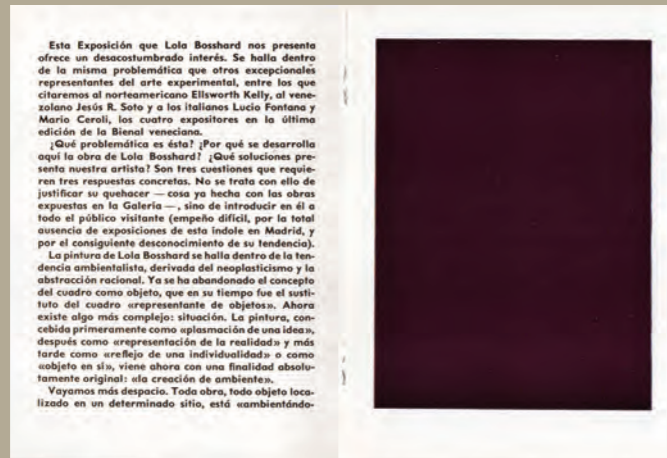 Esta Exposición que Lola Bosshard nos presenta
ofrece un desacostumbrado interés. Se halla dentro
de la misma problemática que otros excepcionales
representantes del arte experimental, entre los que
citaremos al norteamericano Ellsworth Kelly, al vene-
zolano Jesús R. Soto y a los italianos Lucio Fontana y
Mario Ceroli, los cuatro expositores en la última
edición de la Bienal veneciana.
¿Qué problemática es ésta? ¿Por qué se desarrolla
aquí la obra de Lola Bosshard? ¿Qué soluciones pre-
senta nuestra artista? Son tres cuestiones que requie-
ren tres respuestas concretas. No se trata con ello de
justificar su quehacer — cosa ya hecha con las obras
expuestas en la Galería —, sino de introducir en él a
todo el público visitante (empeño difícil, por la total
ausencia de exposiciones de esta índole en Madrid, y
por el consiguiente desconocimiento de su tendencia).
La pintura de Lola Bosshard se halla dentro de la ten-
dencia ambientalista, derivada del neoplasticismo y la
abstracción racional. Ya se ha abandonado el concepto
del cuadro como objeto, que en su tiempo fue el susti-
tuto del cuadro «representante de objetos». Ahora
existe algo más complejo: situación. La pintura, con-
cebida primeramente como «plasmación de una idea»,
después como «representación de la realidad» y más
tarde como «reflejo de una individualidad» o como
«objeto en sí», viene ahora con una finalidad absolu-
tamente original: «la creación de ambiente».
Vayamos más despacio. Toda obra, todo objeto loca-
lizado en un determinado sitio, está «ambientándo-